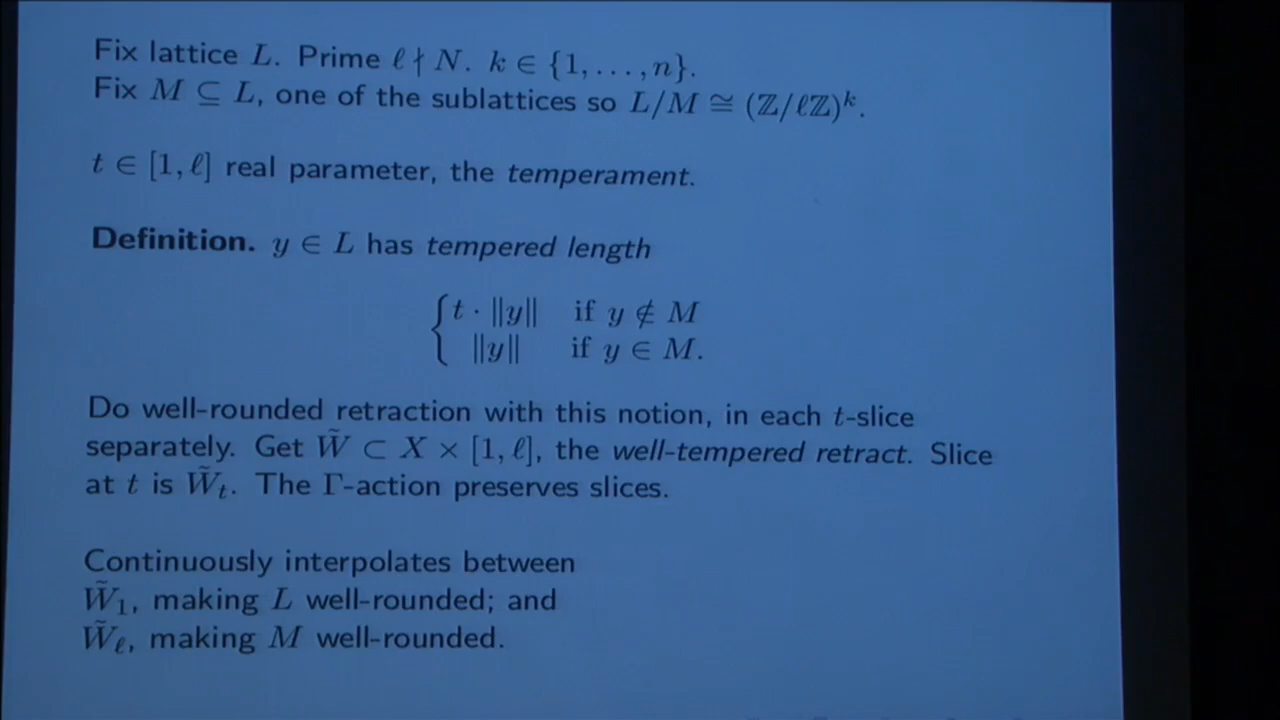 Fix lattice L. Prime ℓ ∤ N. k ∈ {1, …, n}.
Fix M ⊆ L, one of the sublattices so L/M ≅ (ℤ/ℓℤ)^k.
t ∈ [1, ℓ] real parameter, the temperament.
Definition. y ∈ L has tempered length
{ t · ‖y‖ if y ∉ M
‖y‖ if y ∈ M.
Do well-rounded retraction with this notion, in each t-slice
separately. Get W̃ ⊂ X × [1, ℓ], the well-tempered retract. Slice
at t is W̃_t. The Γ-action preserves slices.
Continuously interpolates between
W̃_1, making L well-rounded; and
W̃_ℓ, making M well-rounded.